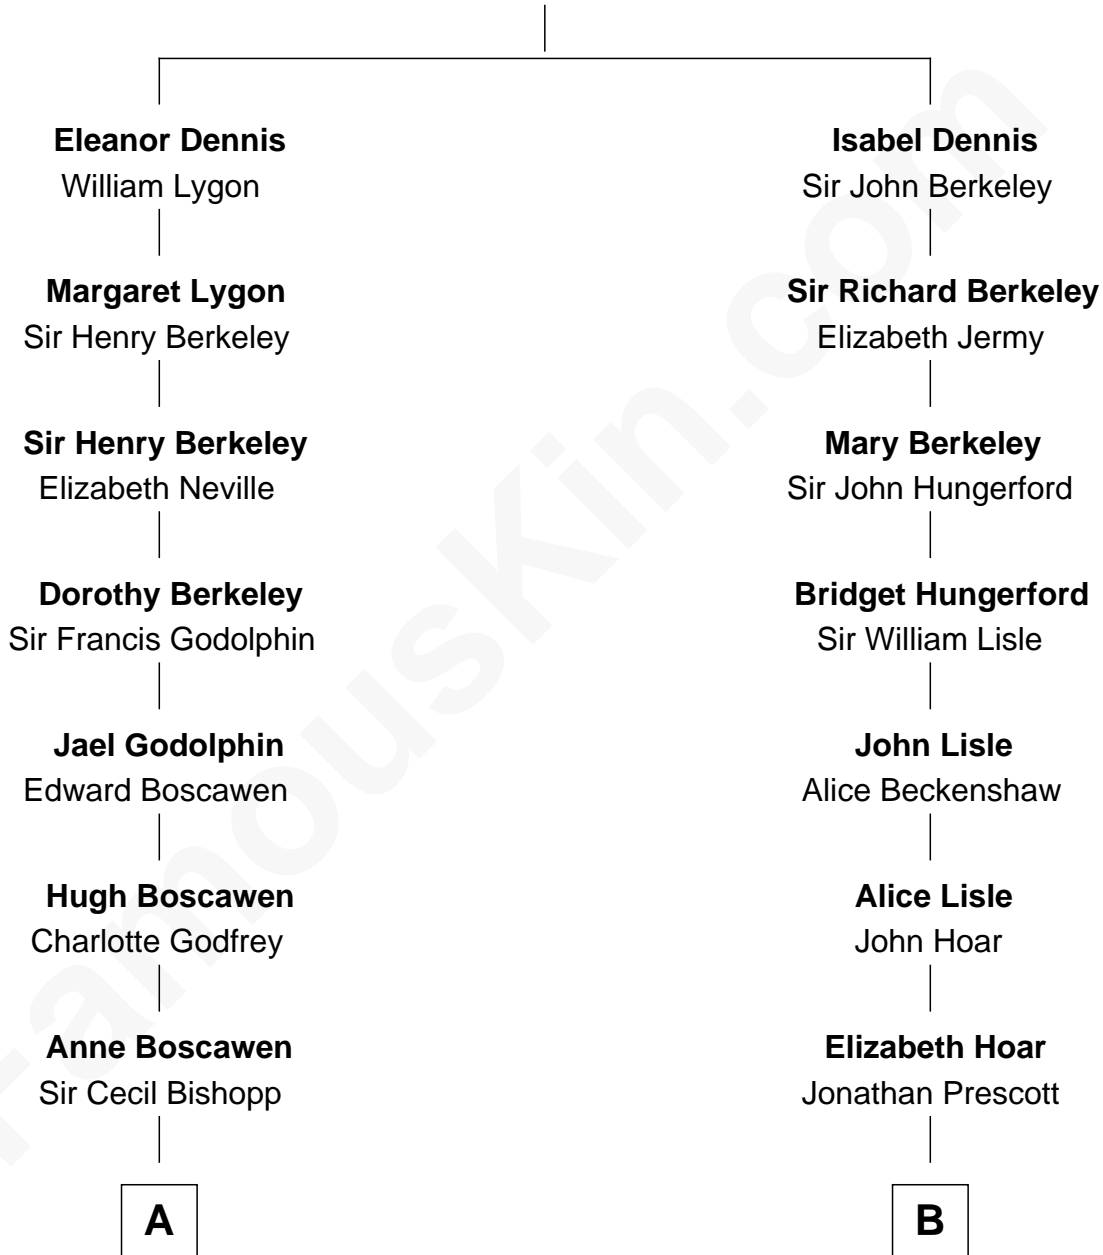 Eleanor Dennis
William Lygon
Margaret Lygon
Sir Henry Berkeley
Sir Henry Berkeley
Elizabeth Neville
Dorothy Berkeley
Sir Francis Godolphin
Jael Godolphin
Edward Boscawen
Hugh Boscawen
Charlotte Godfrey
Anne Boscawen
Sir Cecil Bishopp
A
Isabel Dennis
Sir John Berkeley
Sir Richard Berkeley
Elizabeth Jermy
Mary Berkeley
Sir John Hungerford
Bridget Hungerford
Sir William Lisle
John Lisle
Alice Beckenshaw
Alice Lisle
John Hoar
Elizabeth Hoar
Jonathan Prescott
B
FamousKin.com